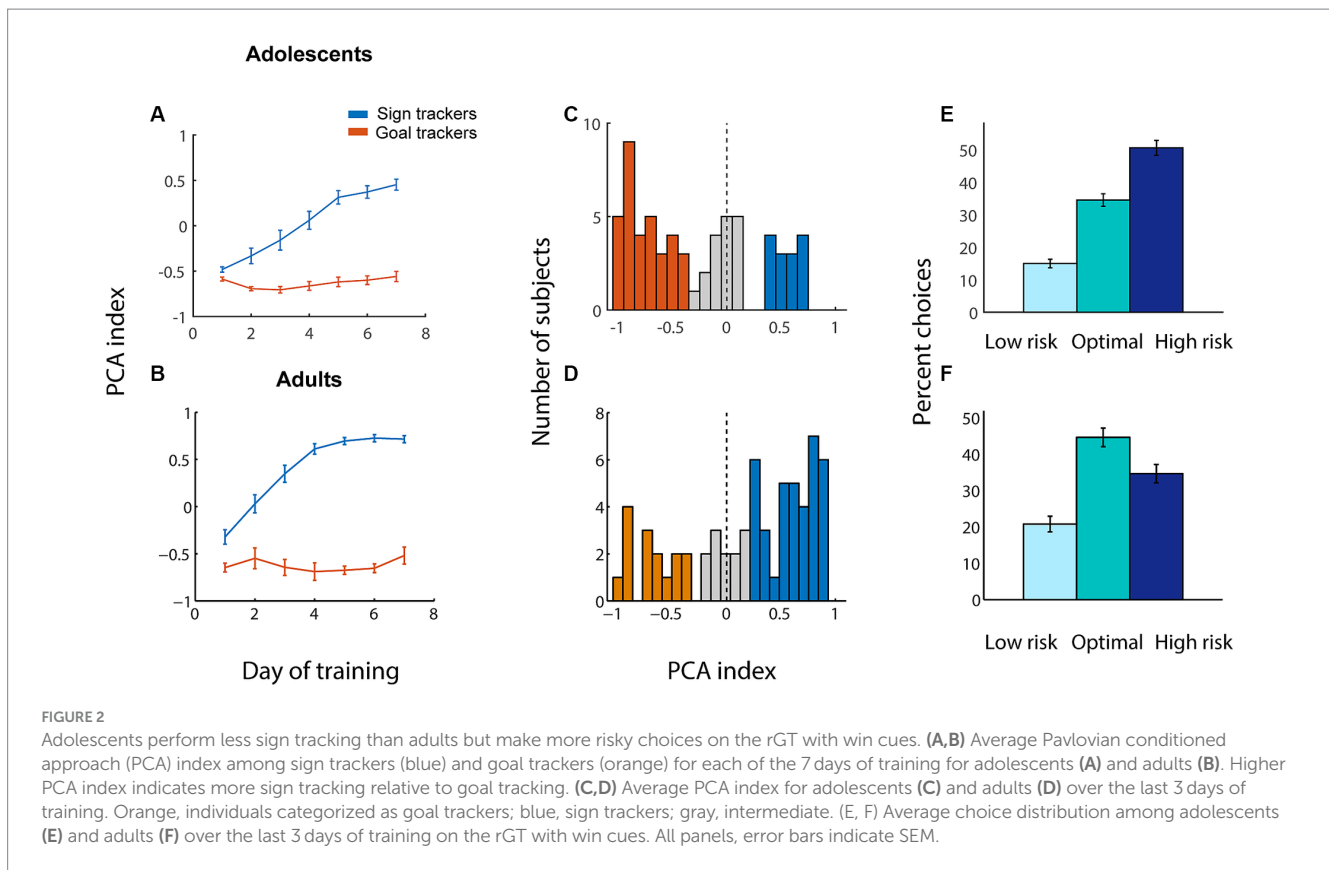 Adolescents
A
Sign trackers
Goal trackers
1
0.5
0
-0.5
-1
0 2 4 6 8
PCA index
B
Adults
1
0.5
0
−0.5
−1
0 2 4 6 8
Day of training
C
10
5
0
-1 -0.5 0 0.5 1
Number of subjects
D
8
6
4
2
0
−1 −0.5 0 0.5 1
PCA index
E
50
40
30
20
10
0
Low risk Optimal High risk
Percent choices
F
50
40
30
20
10
0
Low risk Optimal High risk
FIGURE 2
Adolescents perform less sign tracking than adults but make more risky choices on the rGT with win cues. (A,B) Average Pavlovian conditioned
approach (PCA) index among sign trackers (blue) and goal trackers (orange) for each of the 7 days of training for adolescents (A) and adults (B). Higher
PCA index indicates more sign tracking relative to goal tracking. (C,D) Average PCA index for adolescents (C) and adults (D) over the last 3 days of
training. Orange, individuals categorized as goal trackers; blue, sign trackers; gray, intermediate. (E, F) Average choice distribution among adolescents
(E) and adults (F) over the last 3 days of training on the rGT with win cues. All panels, error bars indicate SEM.